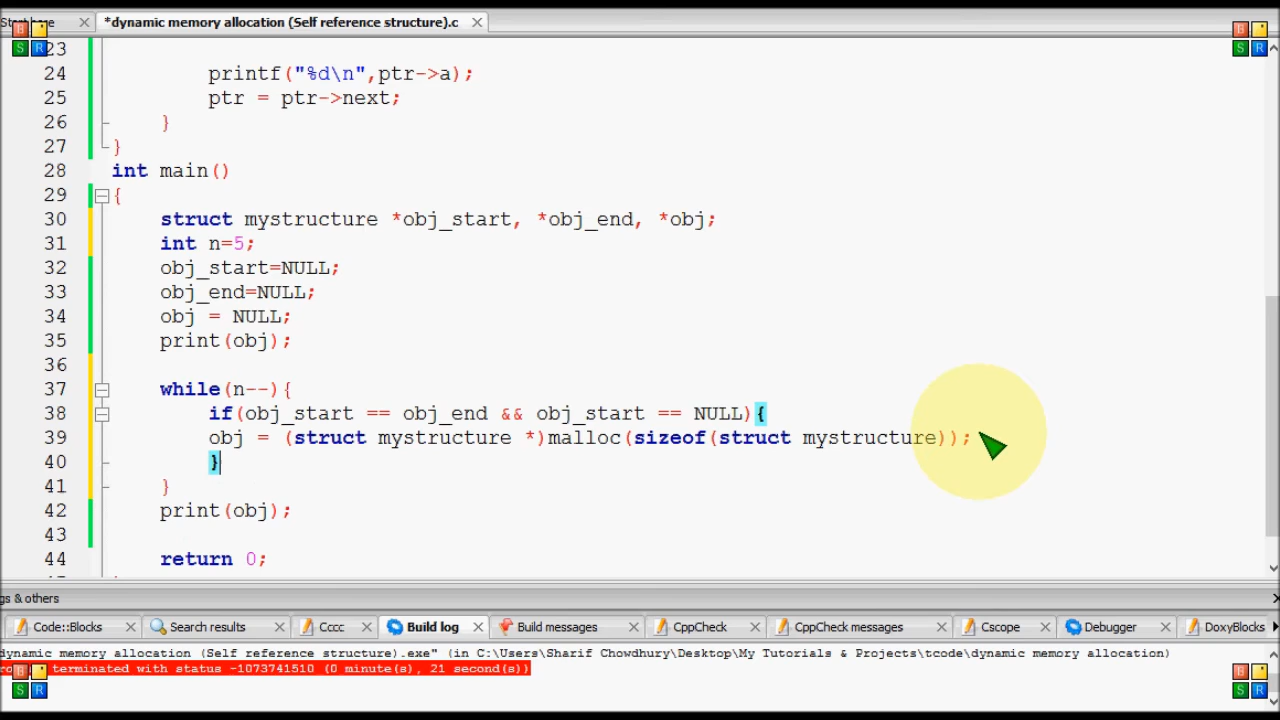 Start here
*dynamic memory allocation (Self reference structure).c
23
24 printf("%d\n",ptr->a);
25 ptr = ptr->next;
26 }
27 }
28 int main()
29 {
30 struct mystructure *obj_start, *obj_end, *obj;
31 int n=5;
32 obj_start=NULL;
33 obj_end=NULL;
34 obj = NULL;
35 print(obj);
36
37 while(n--){
38 if(obj_start == obj_end && obj_start == NULL){
39 obj = (struct mystructure *)malloc(sizeof(struct mystructure));
40 }
41 }
42 print(obj);
43
44 return 0;
gs & others
Code::Blocks Search results Cccc Build log Build messages CppCheck CppCheck messages Cscope Debugger DoxyBlocks
dynamic memory allocation (Self reference structure).exe" (in C:\Users\Sharif Chowdhury\Desktop\My Tutorials & Projects\tcode\dynamic memory allocation)
terminated with status -1073741510 (0 minute(s), 21 second(s))
B
S R
B
S R
B
S R
B
S R